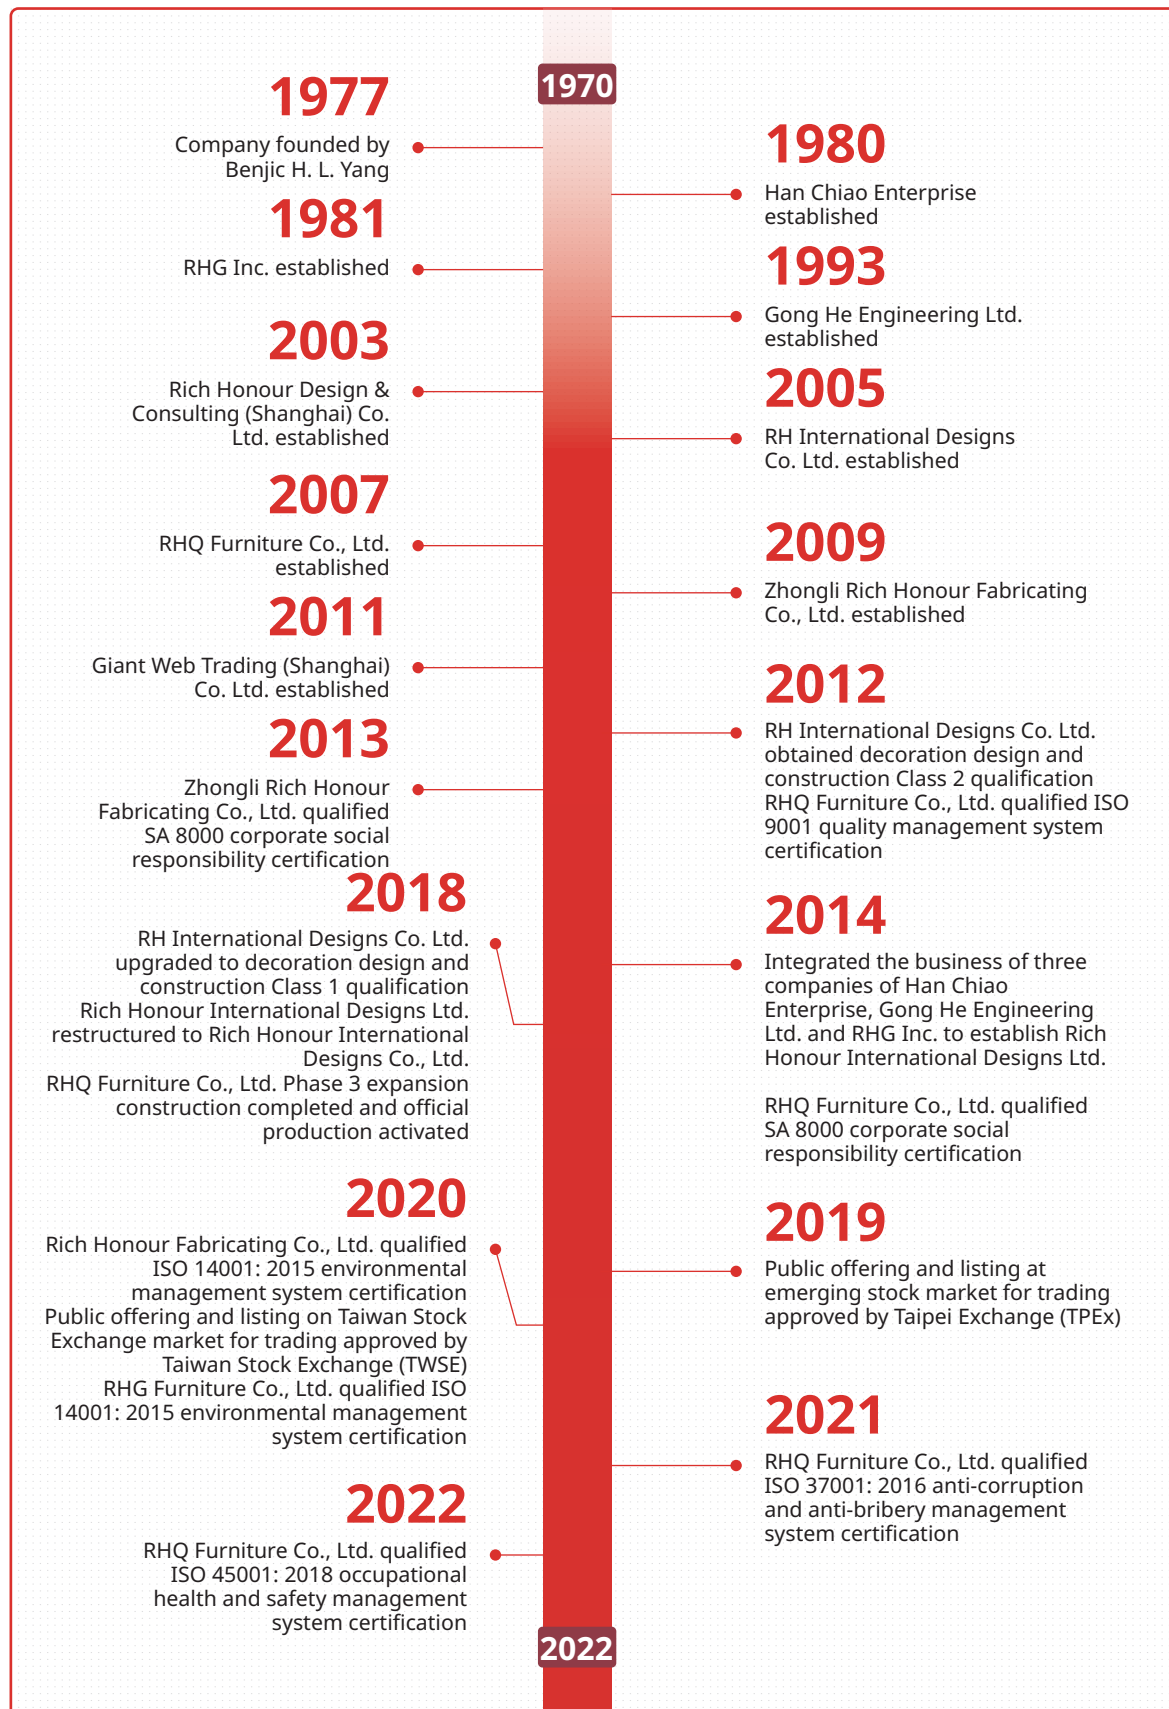 1970
1977
Company founded by
Benjic H. L. Yang
1980
Han Chiao Enterprise
established
1981
RHG Inc. established
1993
Gong He Engineering Ltd.
established
2003
Rich Honour Design &
Consulting (Shanghai) Co.
Ltd. established
2005
RH International Designs
Co. Ltd. established
2007
RHQ Furniture Co., Ltd.
established
2009
Zhongli Rich Honour Fabricating
Co., Ltd. established
2011
Giant Web Trading (Shanghai)
Co. Ltd. established
2012
RH International Designs Co. Ltd.
obtained decoration design and
construction Class 2 qualification
RHQ Furniture Co., Ltd. qualified ISO
9001 quality management system
certification
2013
Zhongli Rich Honour
Fabricating Co., Ltd. qualified
SA 8000 corporate social
responsibility certification
2014
Integrated the business of three
companies of Han Chiao
Enterprise, Gong He Engineering
Ltd. and RHG Inc. to establish Rich
Honour International Designs Ltd.
RHQ Furniture Co., Ltd. qualified
SA 8000 corporate social
responsibility certification
2018
RH International Designs Co. Ltd.
upgraded to decoration design and
construction Class 1 qualification
Rich Honour International Designs Ltd.
restructured to Rich Honour International
Designs Co., Ltd.
RHQ Furniture Co., Ltd. Phase 3 expansion
construction completed and official
production activated
2019
Public offering and listing at
emerging stock market for trading
approved by Taipei Exchange (TPEx)
2020
Rich Honour Fabricating Co., Ltd. qualified
ISO 14001: 2015 environmental
management system certification
Public offering and listing on Taiwan Stock
Exchange market for trading approved by
Taiwan Stock Exchange (TWSE)
RHG Furniture Co., Ltd. qualified ISO
14001: 2015 environmental management
system certification
2021
RHQ Furniture Co., Ltd. qualified
ISO 37001: 2016 anti-corruption
and anti-bribery management
system certification
2022
RHQ Furniture Co., Ltd. qualified
ISO 45001: 2018 occupational
health and safety management
system certification
2022